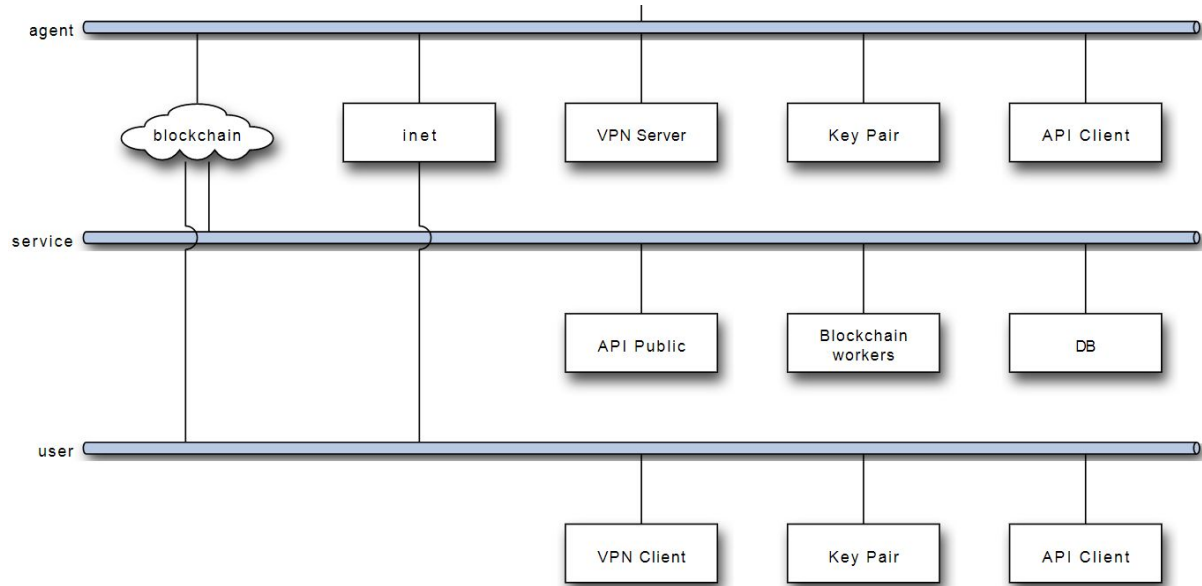 agent
blockchain
inet
VPN Server
Key Pair
API Client
service
API Public
Blockchain
workers
DB
user
VPN Client
Key Pair
API Client